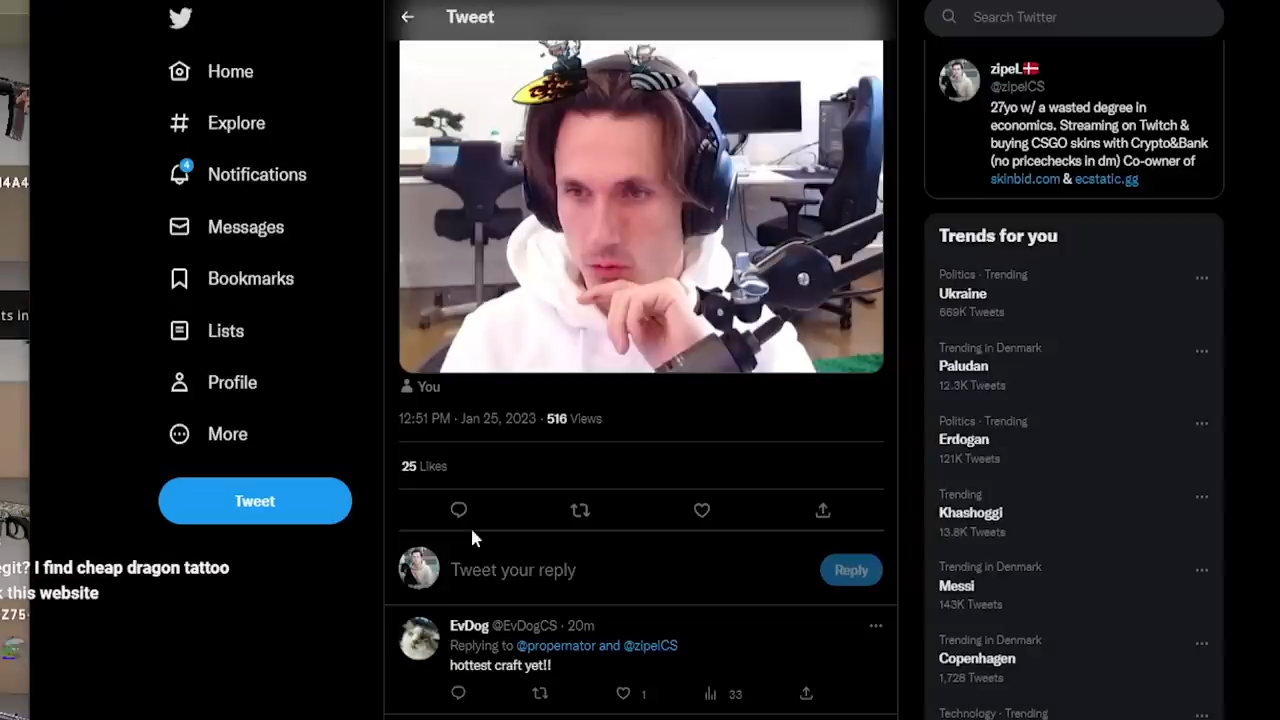 Home
Explore
Notifications
4
Messages
Bookmarks
Lists
Profile
More
Tweet
14A4
ts in
egit? I find cheap dragon tattoo
k this website
Z75
Tweet
You
12:51 PM · Jan 25, 2023 · 516 Views
25 Likes
Tweet your reply
Reply
EvDog @EvDogCS · 20m
Replying to @propernator and @zipelCS
hottest craft yet!!
1
33
Search Twitter
zipeL
@zipelCS
27yo w/ a wasted degree in
economics. Streaming on Twitch &
buying CSGO skins with Crypto&Bank
(no pricechecks in dm) Co-owner of
skinbid.com & ecstatic.gg
Trends for you
Politics · Trending
Ukraine
669K Tweets
Trending in Denmark
Paludan
12.3K Tweets
Politics · Trending
Erdogan
121K Tweets
Trending
Khashoggi
13.8K Tweets
Trending in Denmark
Messi
143K Tweets
Trending in Denmark
Copenhagen
1,728 Tweets
Technology · Trending